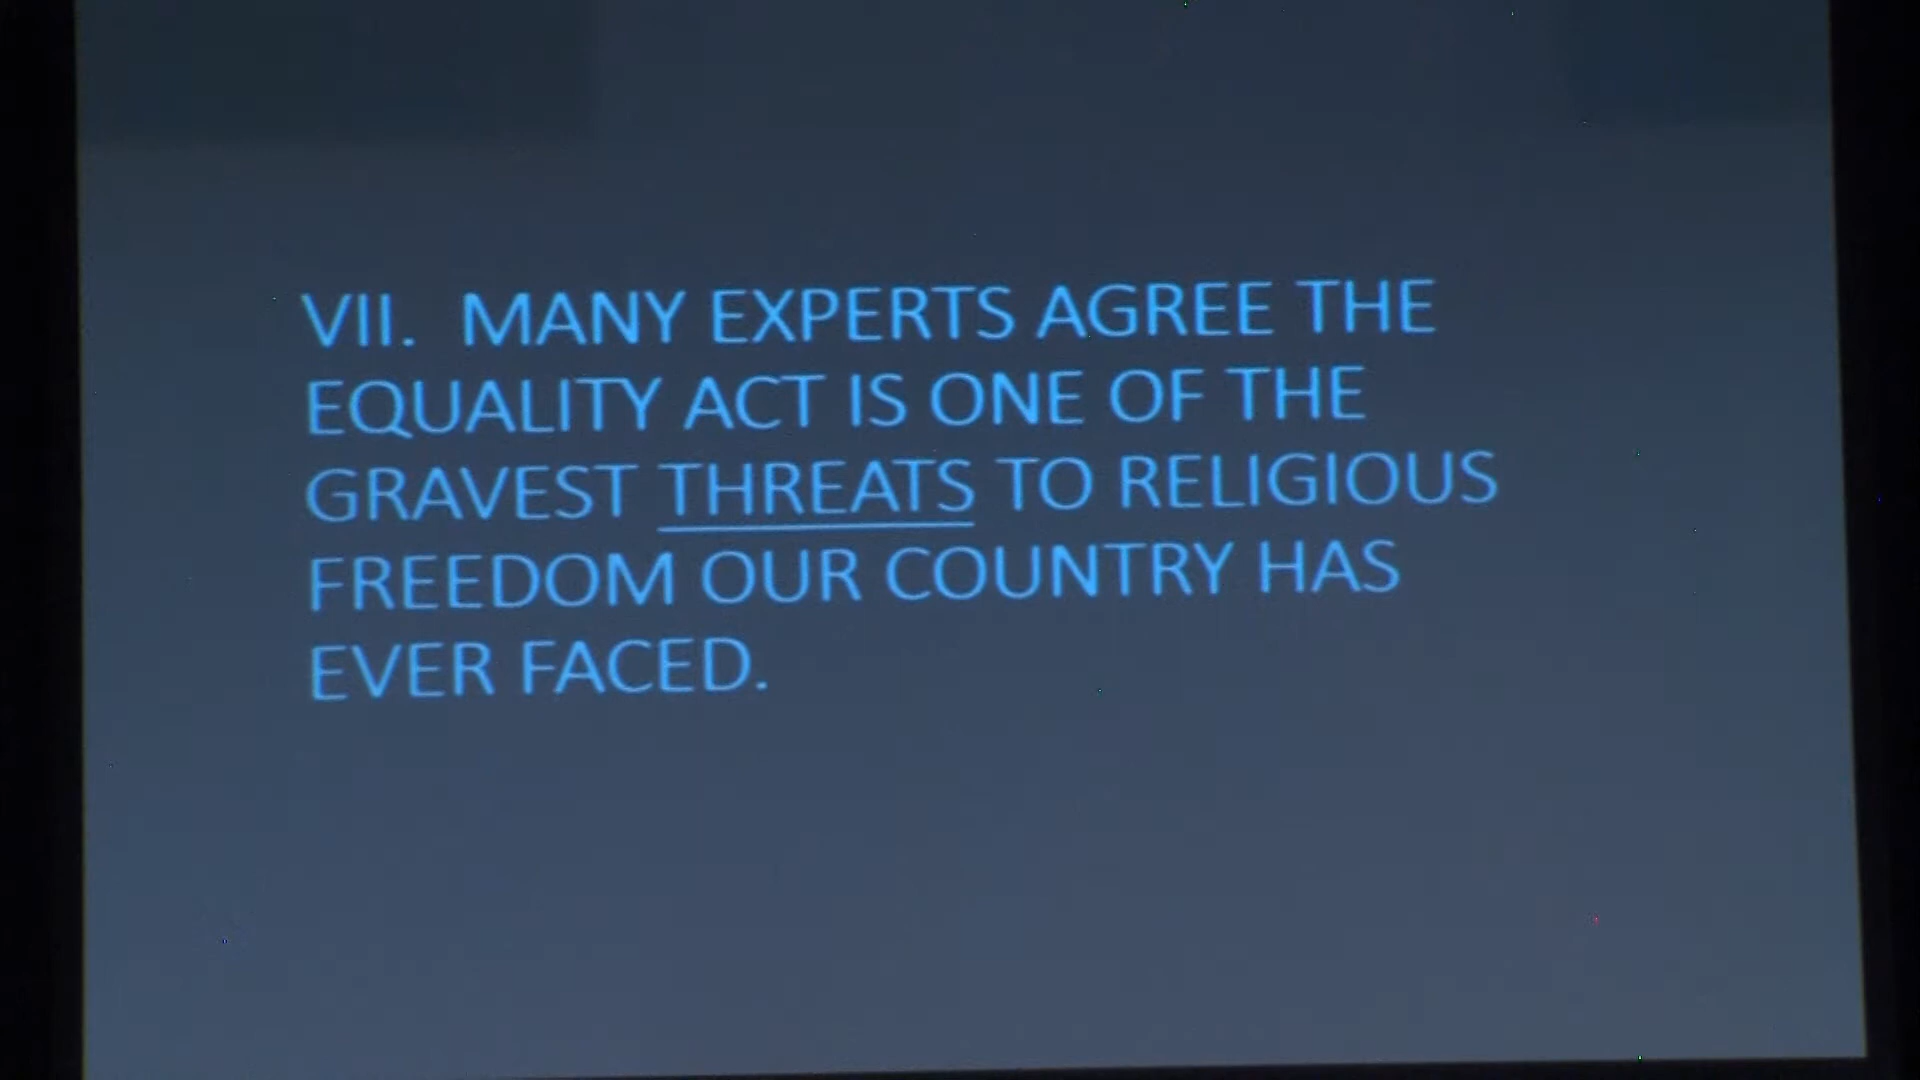 VII. MANY EXPERTS AGREE THE
EQUALITY ACT IS ONE OF THE
GRAVEST THREATS TO RELIGIOUS
FREEDOM OUR COUNTRY HAS
EVER FACED.